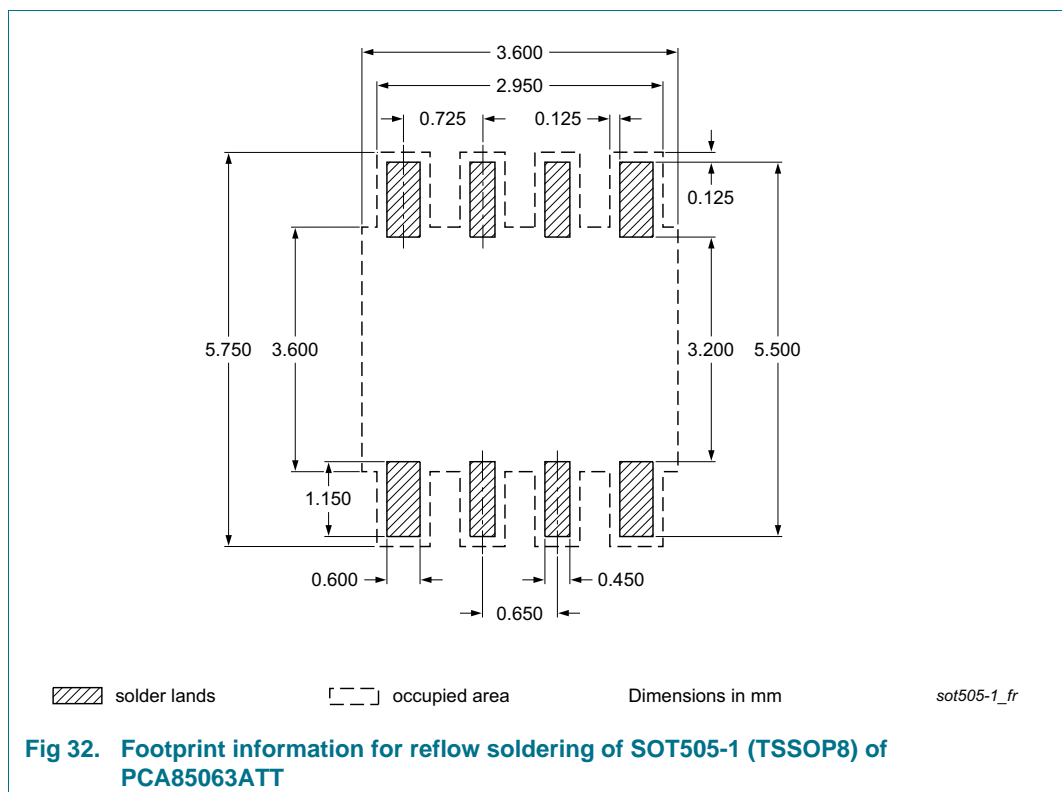 3.600
2.950
0.725
0.125
0.125
5.750
3.600
3.200
5.500
1.150
0.600
0.450
0.650
solder lands
occupied area
Dimensions in mm
sot505-1_fr
Fig 32. Footprint information for reflow soldering of SOT505-1 (TSSOP8) of
PCA85063ATT